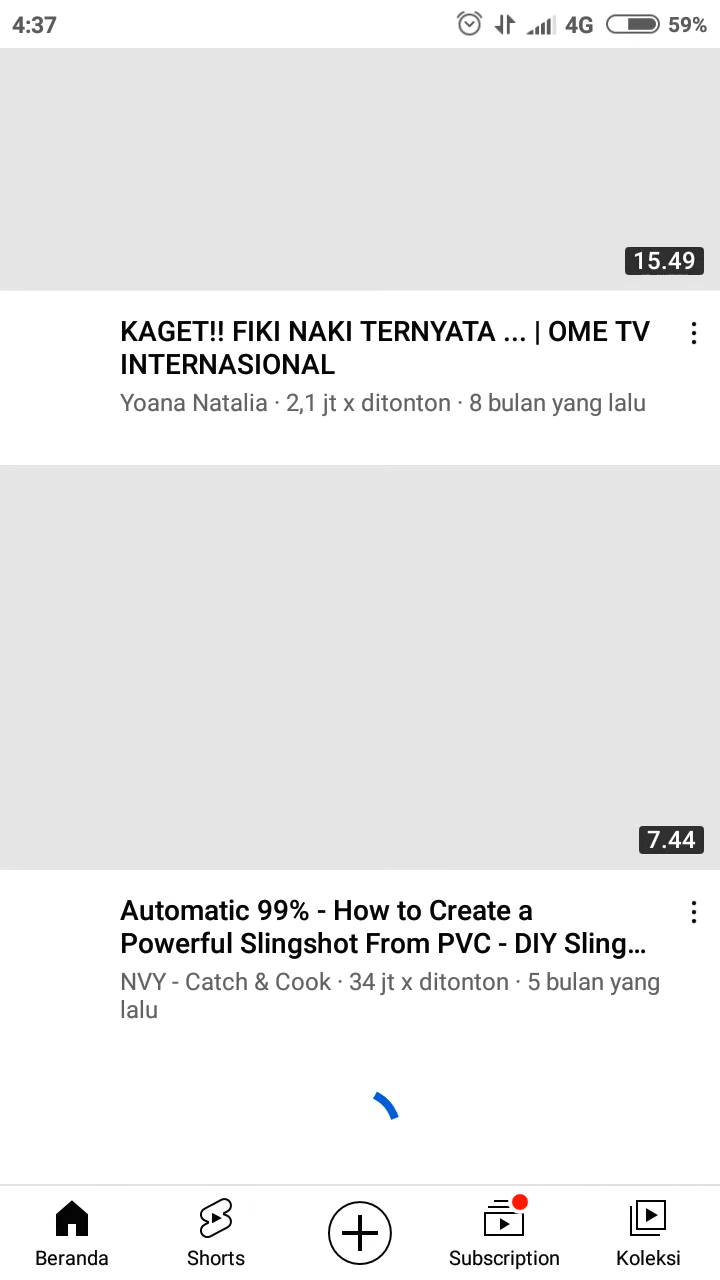 4:37 4G 59%
15.49
KAGET!! FIKI NAKI TERNYATA ... | OME TV
INTERNASIONAL
Yoana Natalia · 2,1 jt x ditonton · 8 bulan yang lalu
7.44
Automatic 99% - How to Create a
Powerful Slingshot From PVC - DIY Sling...
NVY - Catch & Cook · 34 jt x ditonton · 5 bulan yang
lalu
Beranda Shorts Subscription Koleksi